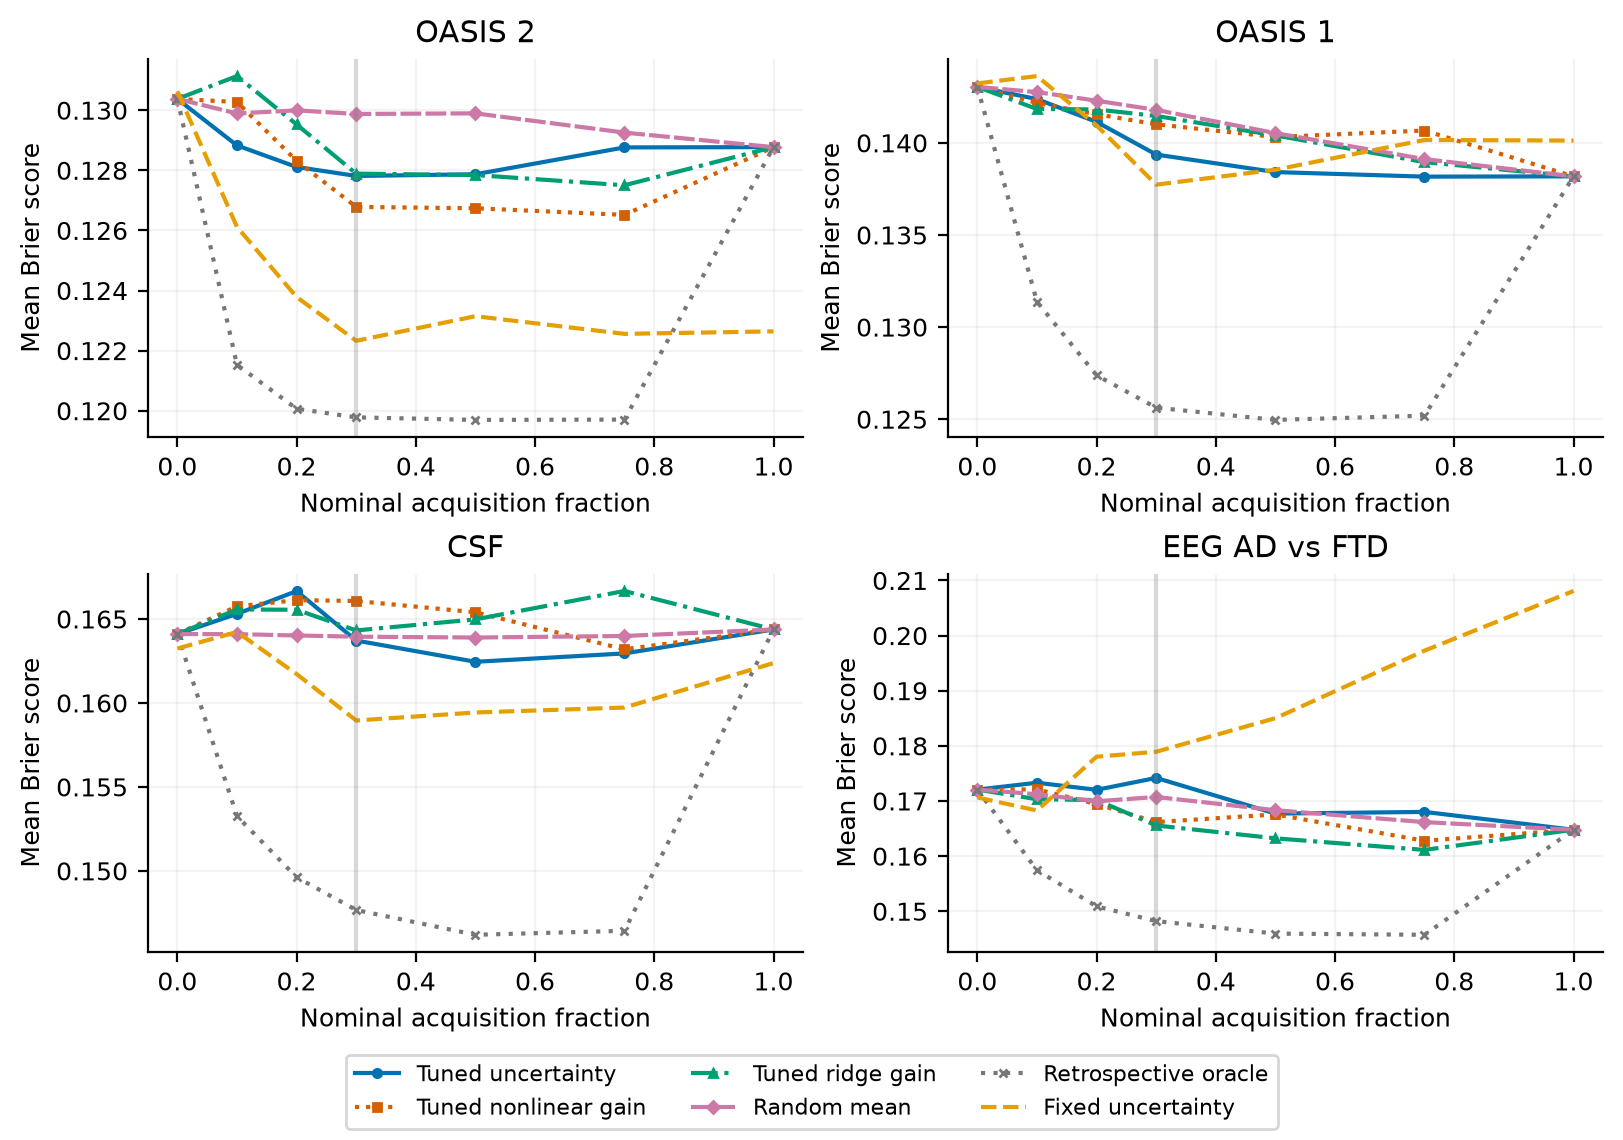 OASIS 2
Mean Brier score
0.130
0.128
0.126
0.124
0.122
0.120
0.0 0.2 0.4 0.6 0.8 1.0
Nominal acquisition fraction
OASIS 1
Mean Brier score
0.140
0.135
0.130
0.125
0.0 0.2 0.4 0.6 0.8 1.0
Nominal acquisition fraction
CSF
Mean Brier score
0.165
0.160
0.155
0.150
0.0 0.2 0.4 0.6 0.8 1.0
Nominal acquisition fraction
EEG AD vs FTD
Mean Brier score
0.21
0.20
0.19
0.18
0.17
0.16
0.15
0.0 0.2 0.4 0.6 0.8 1.0
Nominal acquisition fraction
Tuned uncertainty
Tuned nonlinear gain
Tuned ridge gain
Random mean
Retrospective oracle
Fixed uncertainty